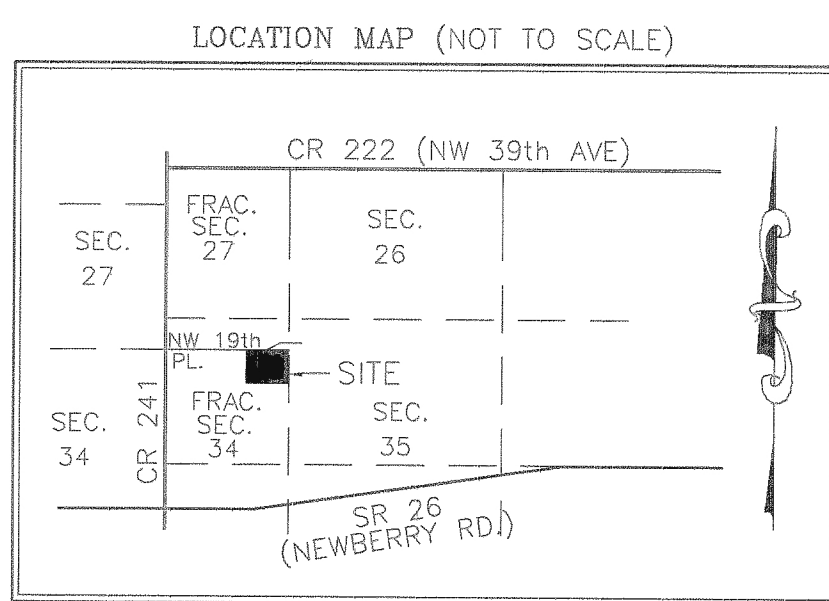 LOCATION MAP (NOT TO SCALE)
CR 222 (NW 39th AVE)
FRAC.
SEC.
27
SEC.
26
SEC.
27
NW 19th
PL.
SITE
FRAC.
SEC.
34
SEC.
35
SEC.
34
CR 241
SR 26
(NEWBERRY RD.)